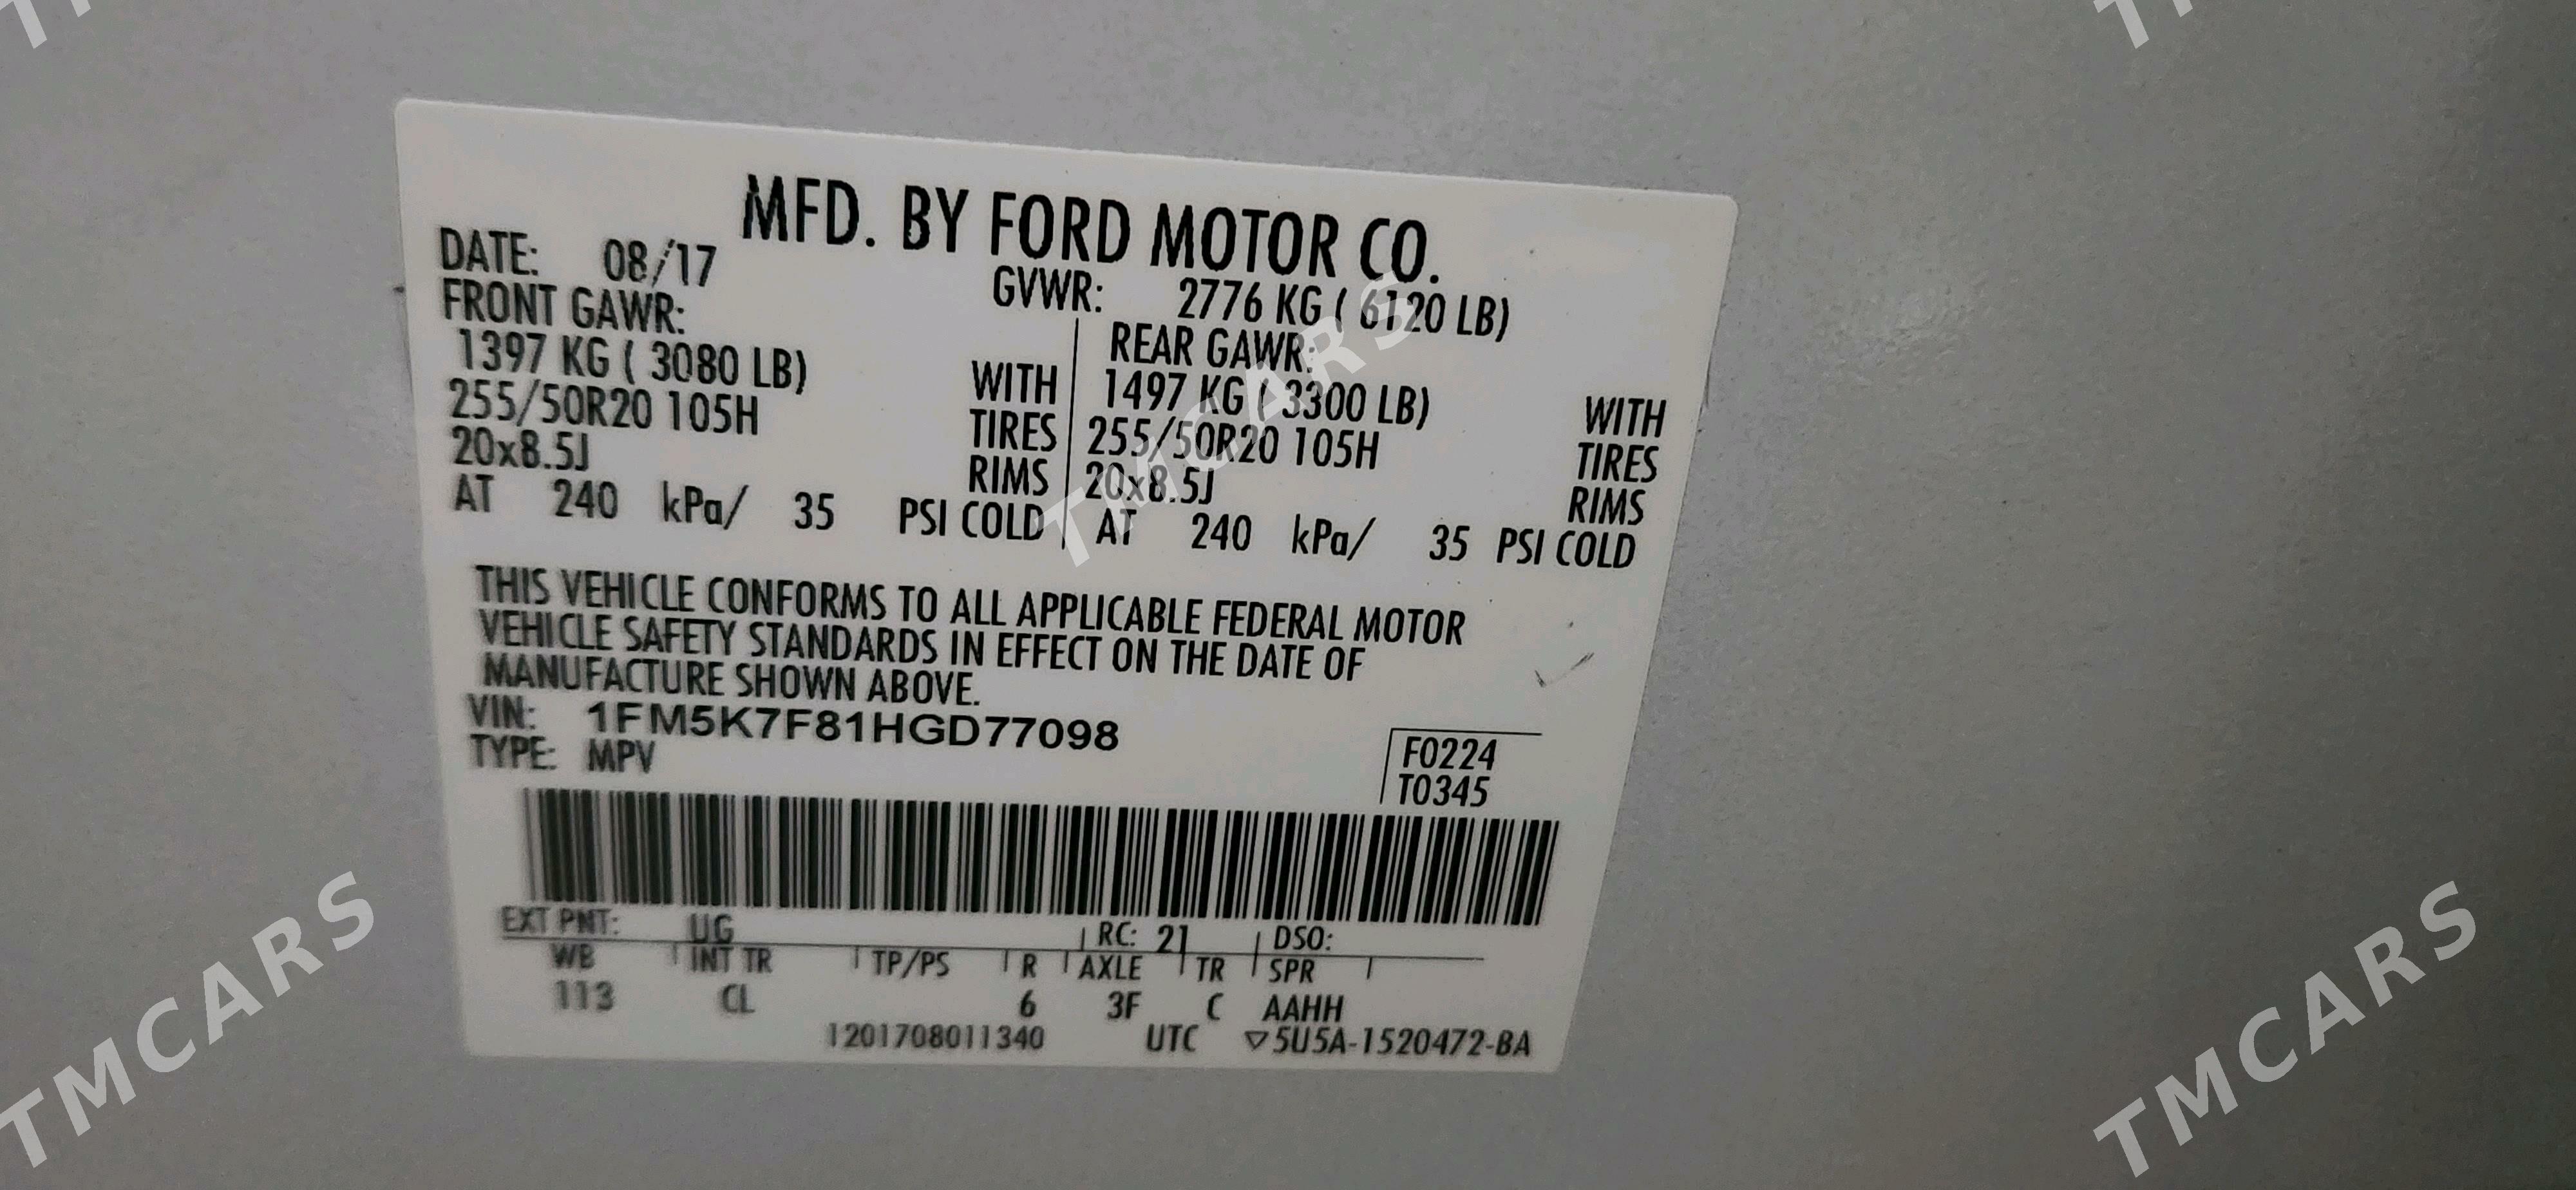 MFD. BY FORD MOTOR CO.
DATE: 08/17
GVWR: 2776 KG ( 6120 LB)
FRONT GAWR:
1397 KG ( 3080 LB) WITH
255/50R20 105H TIRES
20x8.5J RIMS
AT 240 kPa/ 35 PSI COLD
REAR GAWR:
1497 KG ( 3300 LB) WITH
255/50R20 105H TIRES
20x8.5J RIMS
AT 240 kPa/ 35 PSI COLD
THIS VEHICLE CONFORMS TO ALL APPLICABLE FEDERAL MOTOR
VEHICLE SAFETY STANDARDS IN EFFECT ON THE DATE OF
MANUFACTURE SHOWN ABOVE.
VIN: 1FM5K7F81HGD77098
TYPE: MPV
F0224
T0345
EXT PNT: UG RC: 21 DSO:
WB INT TR TP/PS R AXLE TR SPR
113 CL 6 3F C AAHH
1201708011340 UTC ▽5U5A-1520472-BA
TMCARS
TMCARS
TMCARS